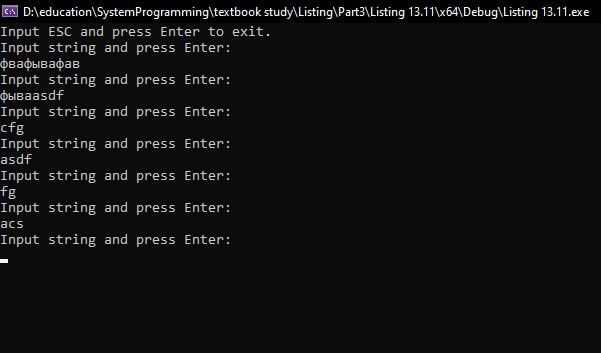 D:\education\SystemProgramming\textbook study\Listing\Part3\Listing 13.11\x64\Debug\Listing 13.11.exe
Input ESC and press Enter to exit.
Input string and press Enter:
фвафывафав
Input string and press Enter:
фываasdf
Input string and press Enter:
cfg
Input string and press Enter:
asdf
Input string and press Enter:
fg
Input string and press Enter:
acs
Input string and press Enter: